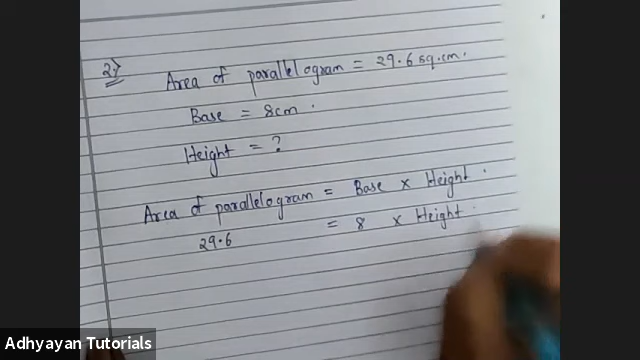 2) Area of parallelogram = 29.6 sq.cm.
Base = 8cm.
Height = ?
Area of parallelogram = Base × Height.
29.6 = 8 × Height
Adhyayan Tutorials